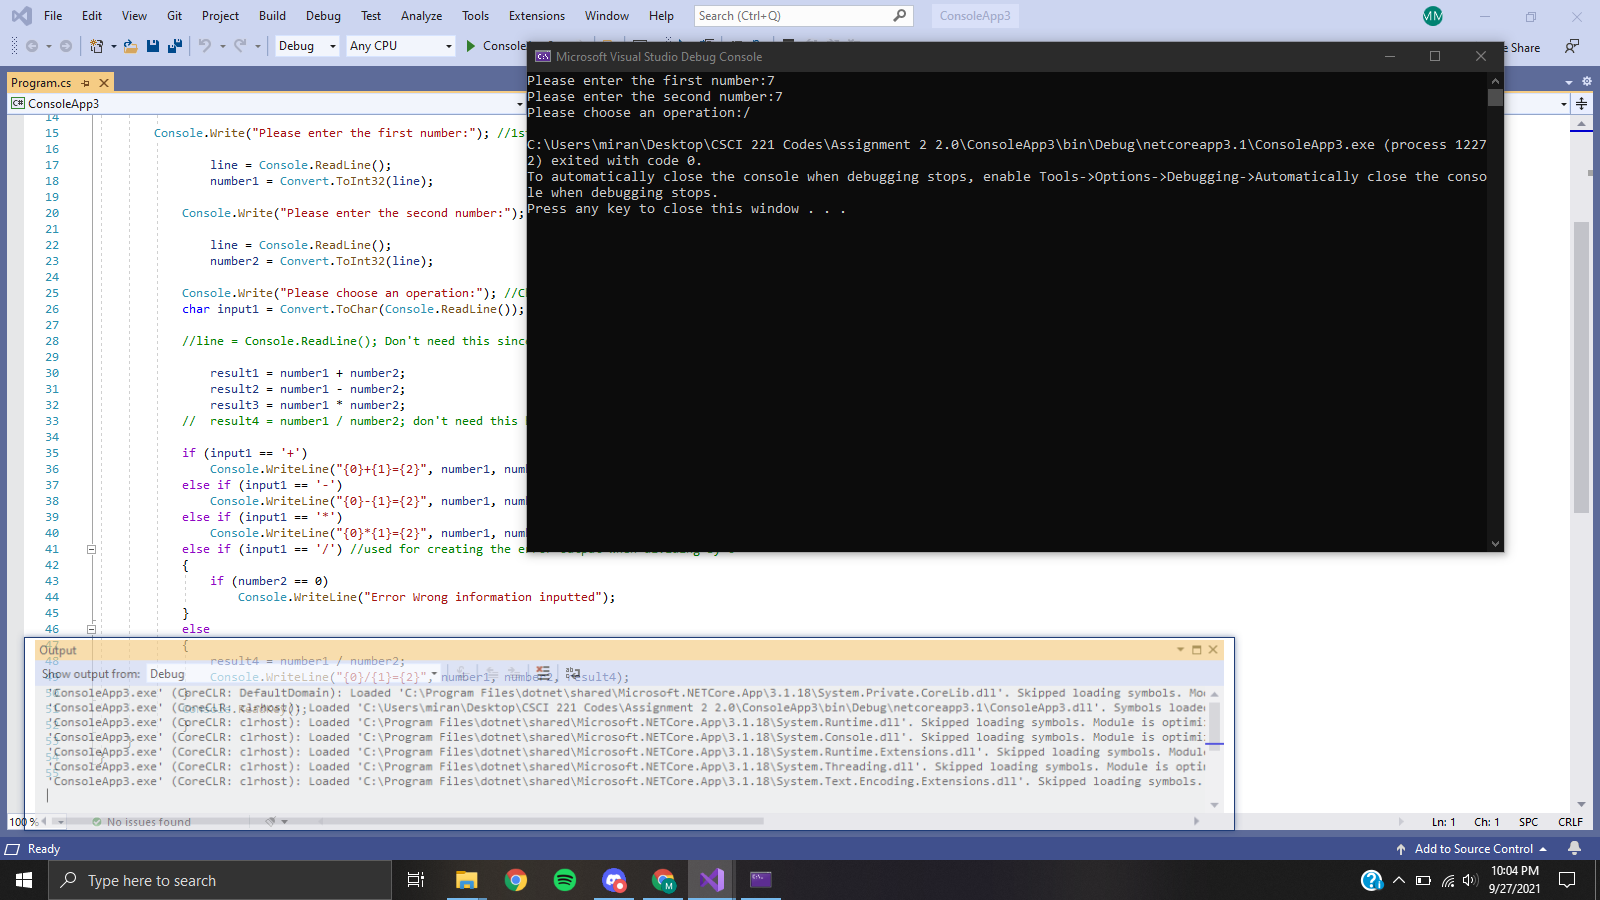 File Edit View Git Project Build Debug Test Analyze Tools Extensions Window Help Search (Ctrl+Q) ConsoleApp3 MM
Debug Any CPU Console Share
Program.cs
C# ConsoleApp3
14
15 Console.Write("Please enter the first number:"); //1st
16
17 line = Console.ReadLine();
18 number1 = Convert.ToInt32(line);
19
20 Console.Write("Please enter the second number:");
21
22 line = Console.ReadLine();
23 number2 = Convert.ToInt32(line);
24
25 Console.Write("Please choose an operation:");
26 char input1 = Convert.ToChar(Console.ReadLine());
27
28 //line = Console.ReadLine(); Don't need this since
29
30 result1 = number1 + number2;
31 result2 = number1 - number2;
32 result3 = number1 * number2;
33 // result4 = number1 / number2; don't need this
34
35 if (input1 == '+')
36 Console.WriteLine("{0}+{1}={2}", number1,
37 else if (input1 == '-')
38 Console.WriteLine("{0}-{1}={2}", number1,
39 else if (input1 == '*')
40 Console.WriteLine("{0}*{1}={2}", number1,
41 else if (input1 == '/') //used for creating the error output when dividing by 0
42 {
43 if (number2 == 0)
44 Console.WriteLine("Error Wrong information inputted");
45 }
46 else
47 {
48 result4 = number1 / number2;
49 Console.WriteLine("{0}/{1}={2}", number1, number2, result4);
Microsoft Visual Studio Debug Console
Please enter the first number:7
Please enter the second number:7
Please choose an operation:/
C:\Users\miran\Desktop\CSCI 221 Codes\Assignment 2 2.0\ConsoleApp3\bin\Debug\netcoreapp3.1\ConsoleApp3.exe (process 1227
2) exited with code 0.
To automatically close the console when debugging stops, enable Tools->Options->Debugging->Automatically close the conso
le when debugging stops.
Press any key to close this window . . .
Output
Show output from: Debug
'ConsoleApp3.exe' (CoreCLR: DefaultDomain): Loaded 'C:\Program Files\dotnet\shared\Microsoft.NETCore.App\3.1.18\System.Private.CoreLib.dll'. Skipped loading symbols.
'ConsoleApp3.exe' (CoreCLR: clrhost): Loaded 'C:\Users\miran\Desktop\CSCI 221 Codes\Assignment 2 2.0\ConsoleApp3\bin\Debug\netcoreapp3.1\ConsoleApp3.dll'. Symbols loaded
'ConsoleApp3.exe' (CoreCLR: clrhost): Loaded 'C:\Program Files\dotnet\shared\Microsoft.NETCore.App\3.1.18\System.Runtime.dll'. Skipped loading symbols. Module is optimi
'ConsoleApp3.exe' (CoreCLR: clrhost): Loaded 'C:\Program Files\dotnet\shared\Microsoft.NETCore.App\3.1.18\System.Console.dll'. Skipped loading symbols. Module is optimi
'ConsoleApp3.exe' (CoreCLR: clrhost): Loaded 'C:\Program Files\dotnet\shared\Microsoft.NETCore.App\3.1.18\System.Runtime.Extensions.dll'. Skipped loading symbols. Modul
'ConsoleApp3.exe' (CoreCLR: clrhost): Loaded 'C:\Program Files\dotnet\shared\Microsoft.NETCore.App\3.1.18\System.Threading.dll'. Skipped loading symbols. Module is opti
'ConsoleApp3.exe' (CoreCLR: clrhost): Loaded 'C:\Program Files\dotnet\shared\Microsoft.NETCore.App\3.1.18\System.Text.Encoding.Extensions.dll'. Skipped loading symbols.
100 % No issues found Ln: 1 Ch: 1 SPC CRLF
Ready Add to Source Control
Type here to search
10:04 PM
9/27/2021